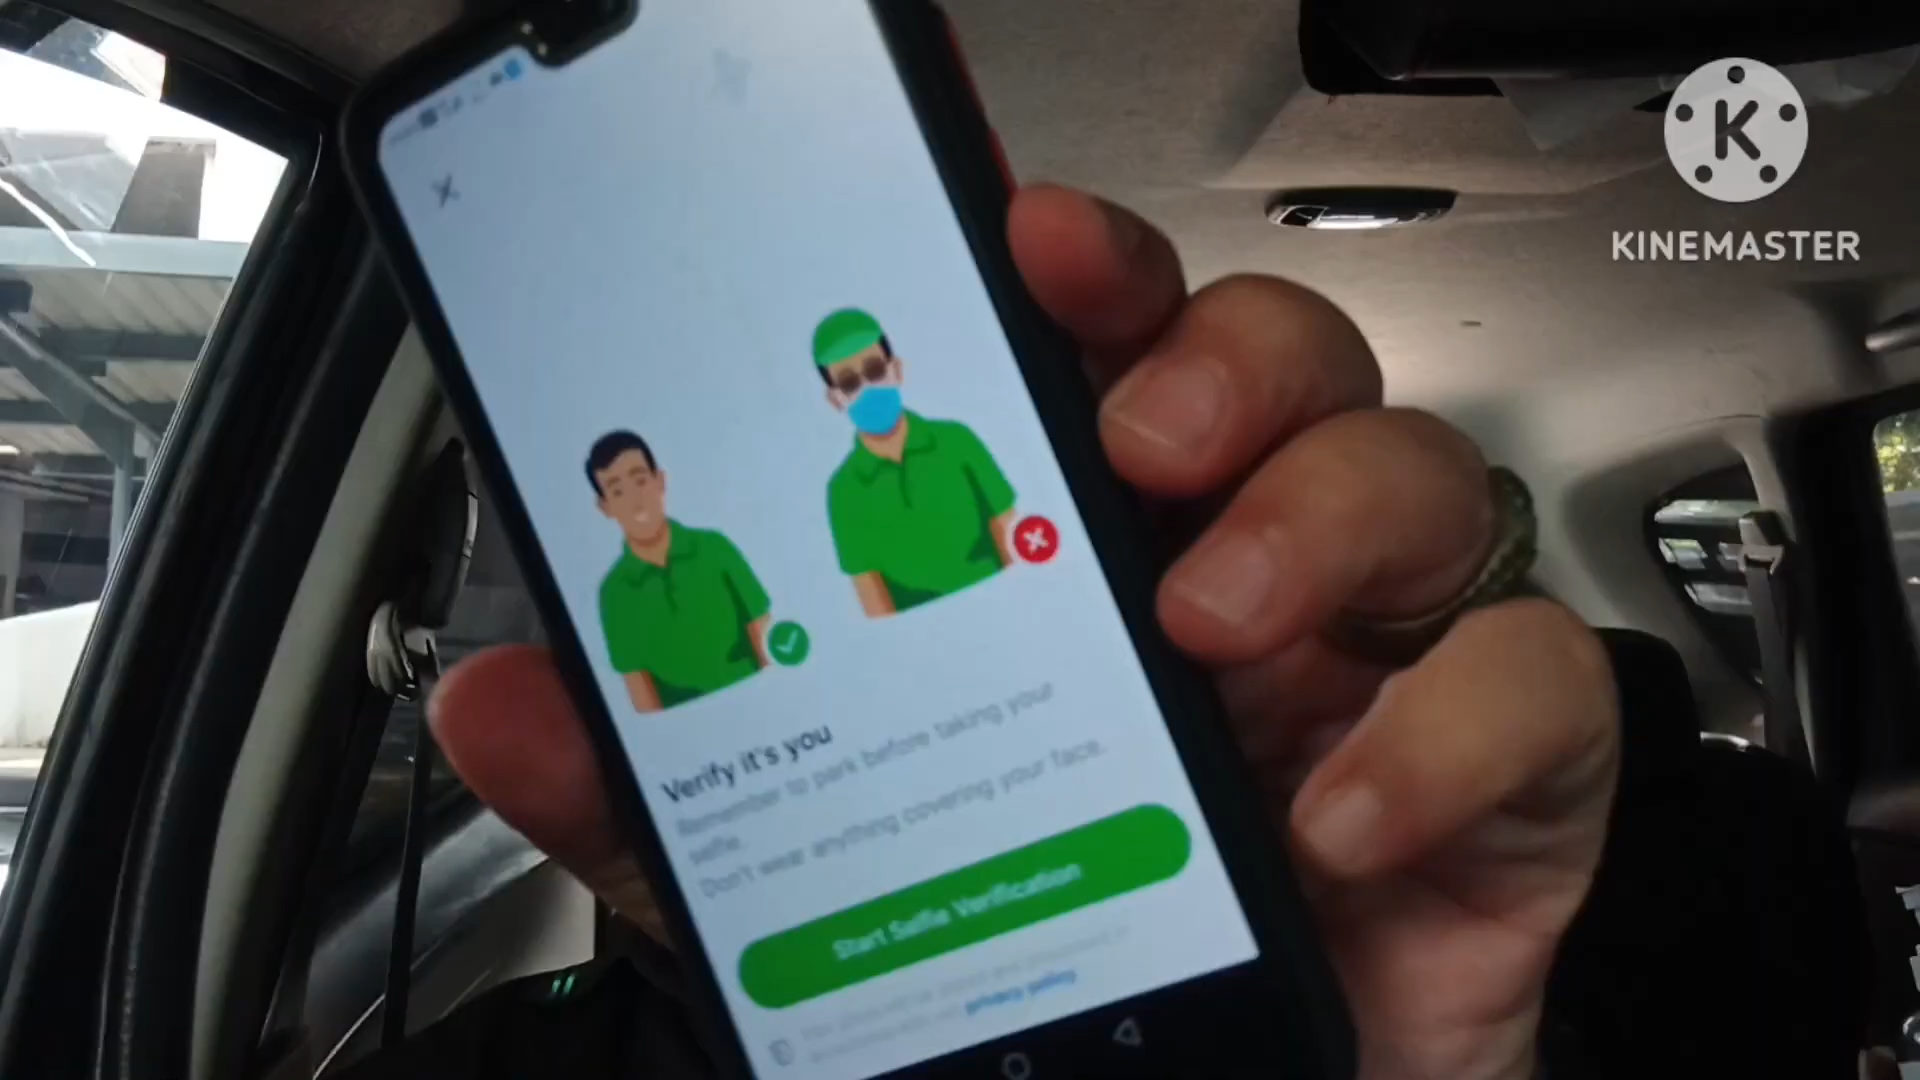 K
KINEMASTER
Verify it's you
Remember to park before taking your
selfie.
Don't wear anything covering your face.
Start Selfie Verification
privacy policy